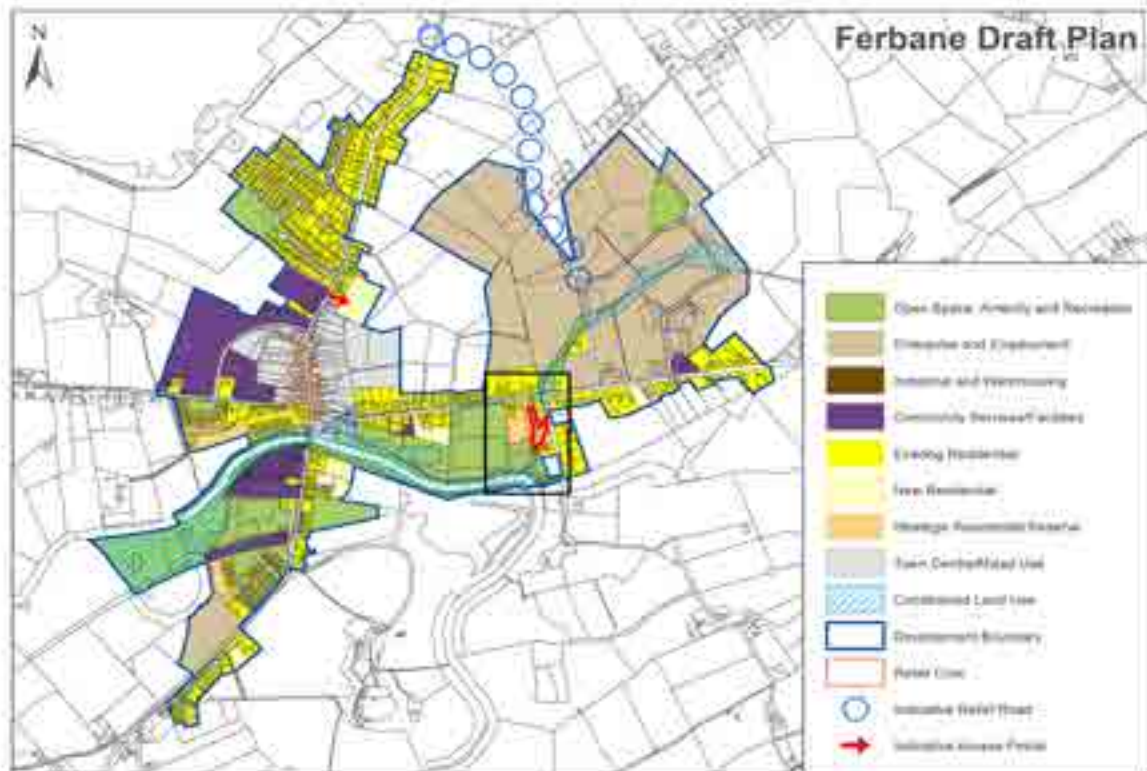 Ferbane Draft Plan
N
Open Space, Amenity and Recreation
Enterprise and Employment
Industrial and Warehousing
Community Services/Facilities
Existing Residential
New Residential
Strategic Residential Reserve
Town Centre/Mixed Use
Constrained Land Use
Development Boundary
Retail Core
Indicative Relief Road
Indicative Access Points